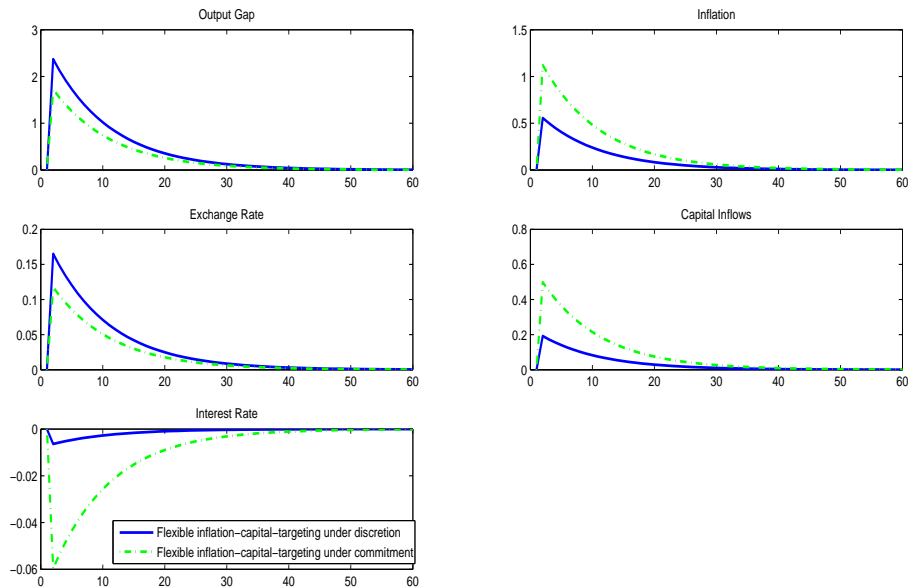 Output Gap
3
2
1
0
0 10 20 30 40 50 60
Inflation
1.5
1
0.5
0
0 10 20 30 40 50 60
Exchange Rate
0.2
0.15
0.1
0.05
0
0 10 20 30 40 50 60
Capital Inflows
0.8
0.6
0.4
0.2
0
0 10 20 30 40 50 60
Interest Rate
0
−0.02
−0.04
−0.06
0 10 20 30 40 50 60
Flexible inflation−capital−targeting under discretion
Flexible inflation−capital−targeting under commitment